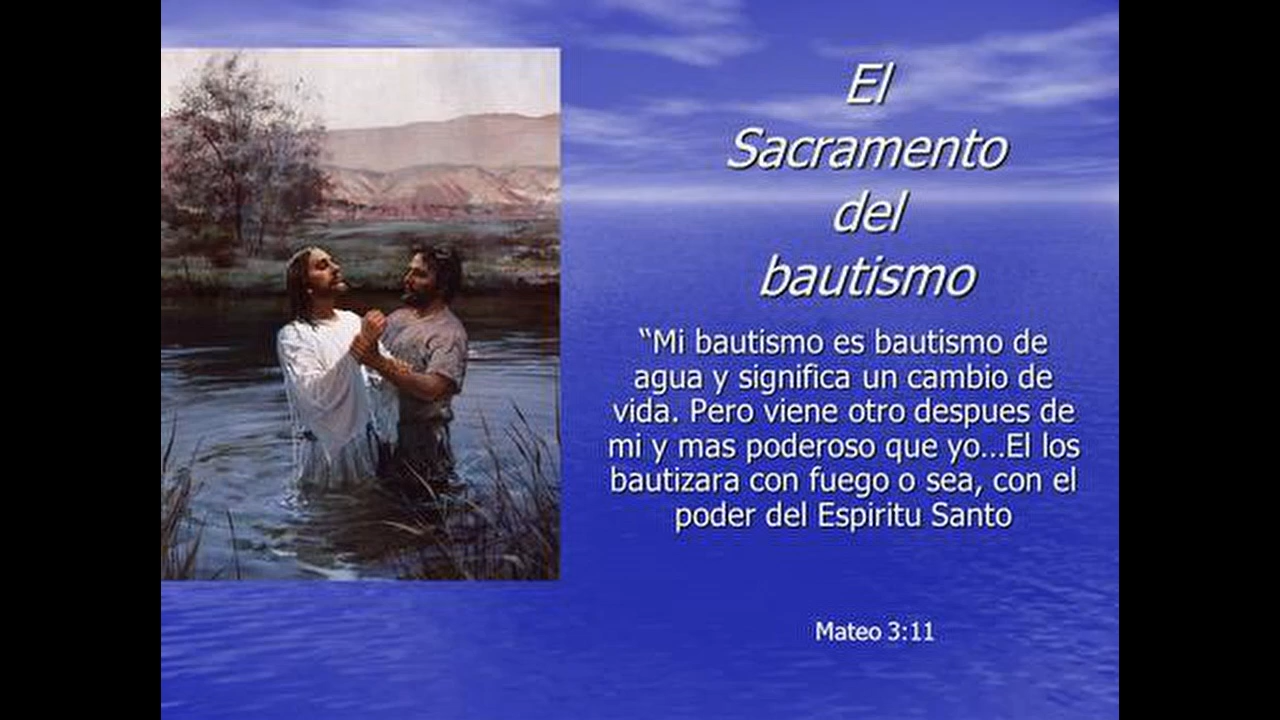 El
Sacramento
del
bautismo
“Mi bautismo es bautismo de
agua y significa un cambio de
vida. Pero viene otro despues de
mi y mas poderoso que yo...El los
bautizara con fuego o sea, con el
poder del Espiritu Santo
Mateo 3:11